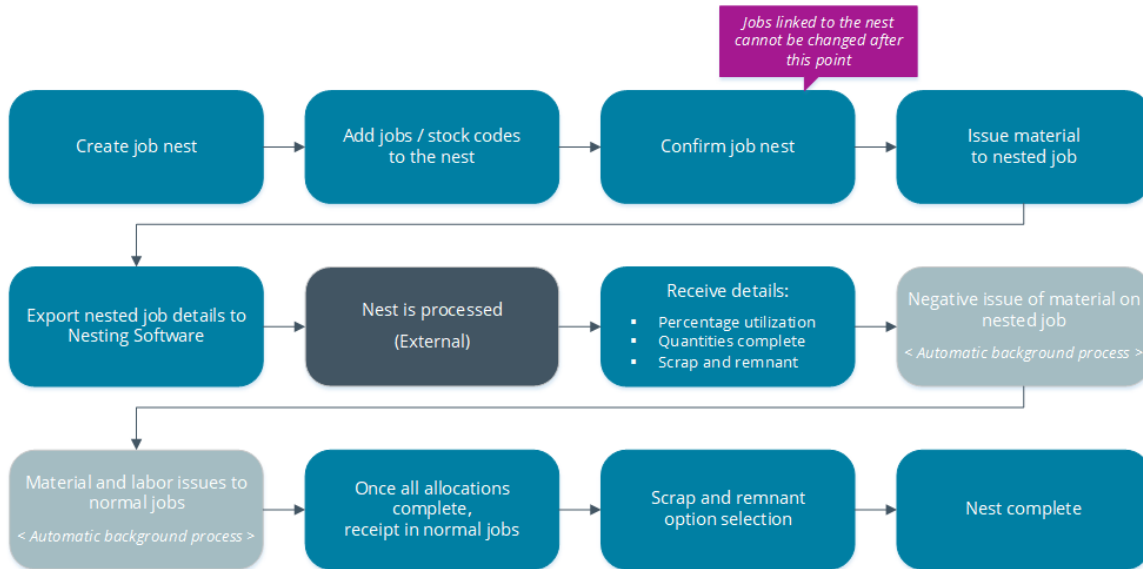 Jobs linked to the nest
cannot be changed after
this point
Create job nest
Add jobs / stock codes
to the nest
Confirm job nest
Issue material
to nested job
Export nested job details to
Nesting Software
Nest is processed
(External)
Receive details:
▪ Percentage utilization
▪ Quantities complete
▪ Scrap and remnant
Negative issue of material on
nested job
< Automatic background process >
Material and labor issues to
normal jobs
< Automatic background process >
Once all allocations
complete,
receipt in normal jobs
Scrap and remnant
option selection
Nest complete